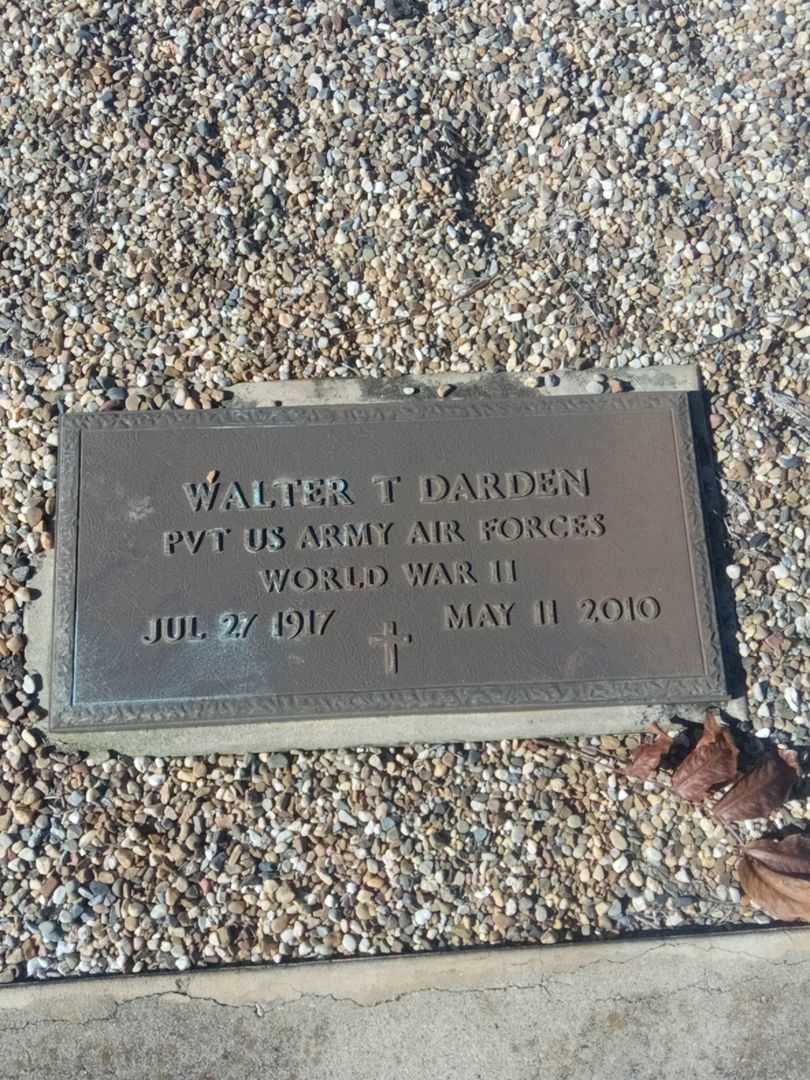 WALTER T DARDEN
PVT US ARMY AIR FORCES
WORLD WAR II
JUL 27 1917 MAY 11 2010